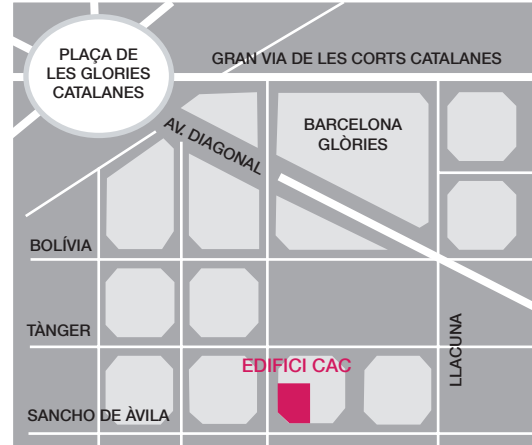 PLAÇA DE
LES GLORIES
CATALANES
GRAN VIA DE LES CORTS CATALANES
BARCELONA
GLÒRIES
AV. DIAGONAL
BOLÍVIA
TÀNGER
LLACUNA
EDIFICI CAC
SANCHO DE ÀVILA